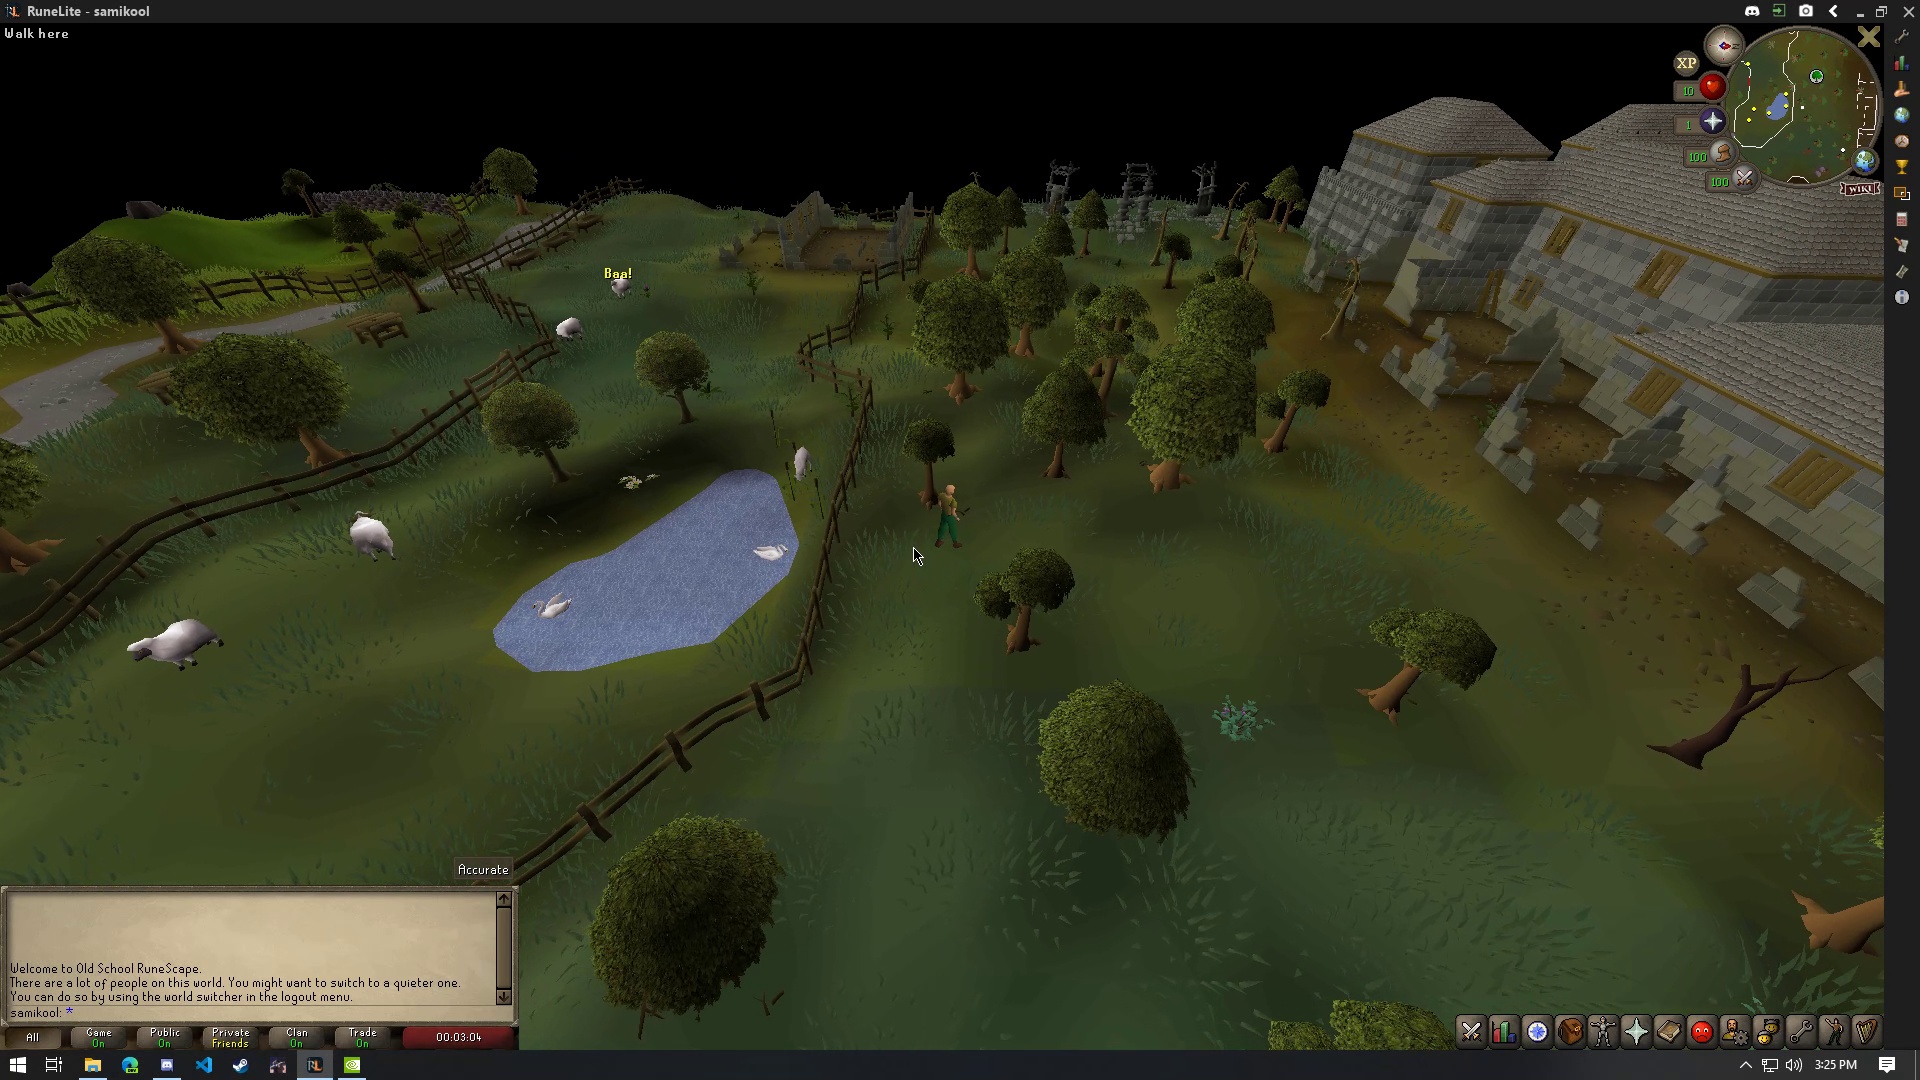 RuneLite - samikool
Walk here
XP
10
1
100
100
WIKI
Baa!
Accurate
Welcome to Old School RuneScape.
There are a lot of people on this world. You might want to switch to a quieter one.
You can do so by using the world switcher in the logout menu.
samikool: *
All
Game
On
Public
On
Private
Friends
Clan
On
Trade
On
00:03:04
3:25 PM